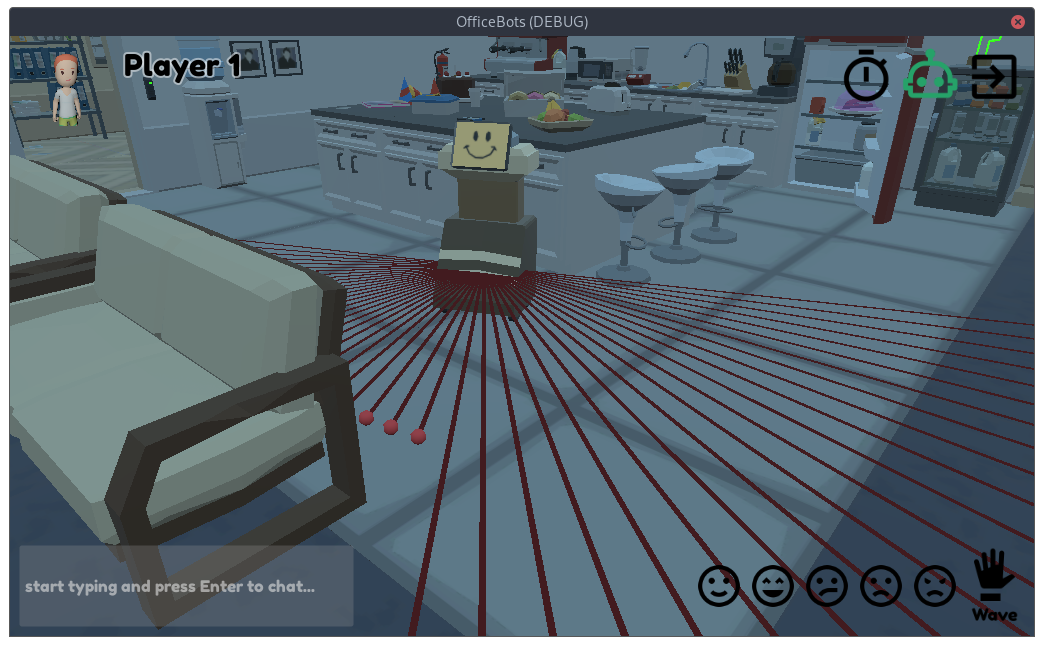 OfficeBots (DEBUG)
Player 1
start typing and press Enter to chat...
Wave